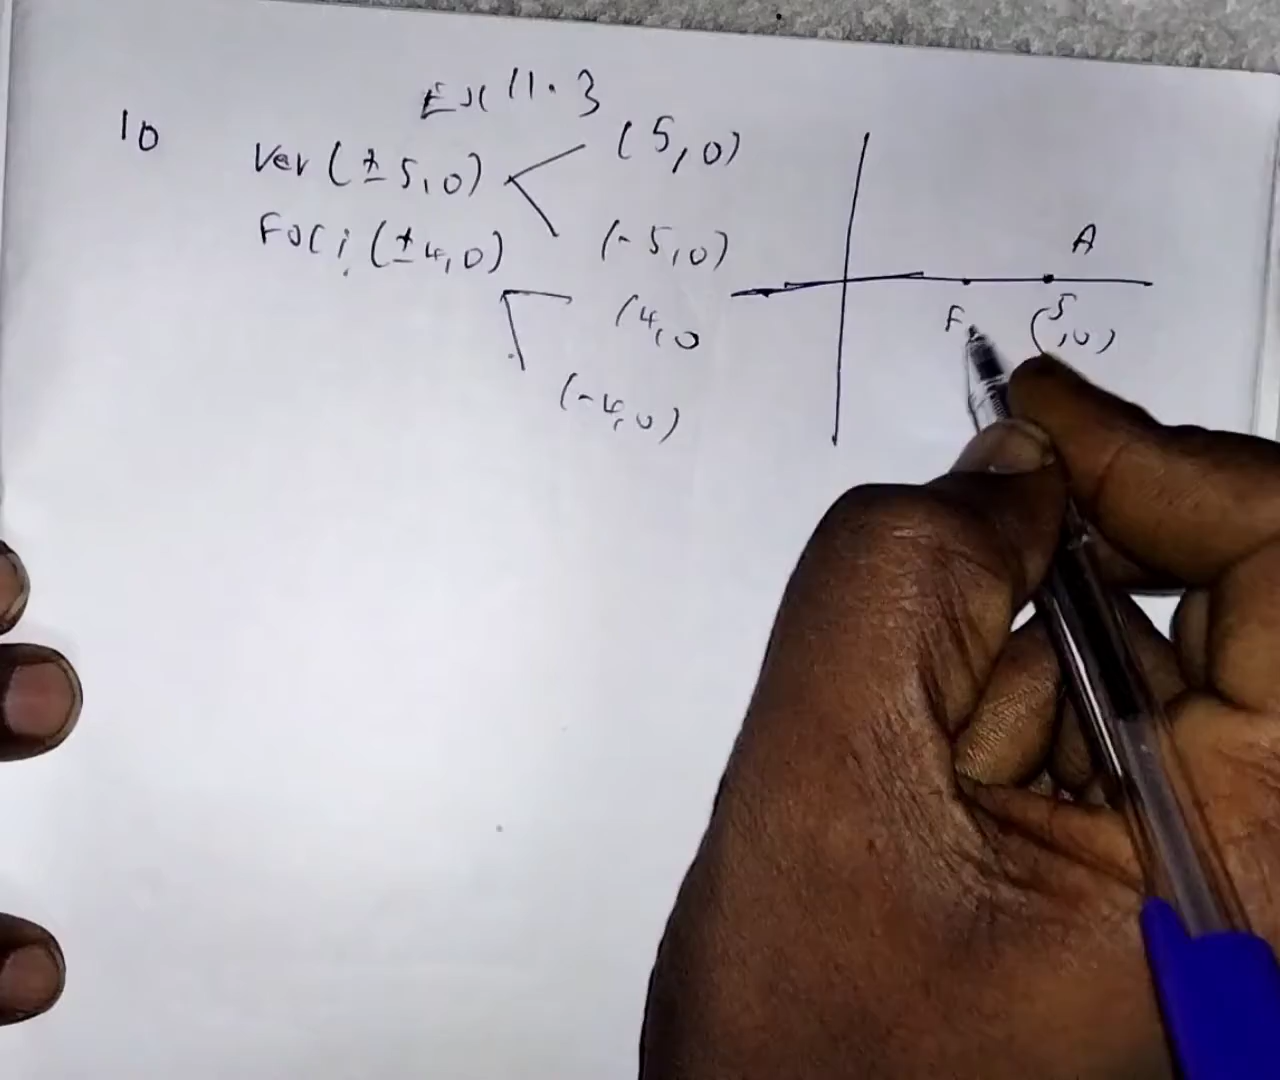 Ex 11.3
10
Ver (±5,0) (5,0)
(-5,0)
Foci (±4,0)
(4,0
(-4,0)
A
F (5,0)